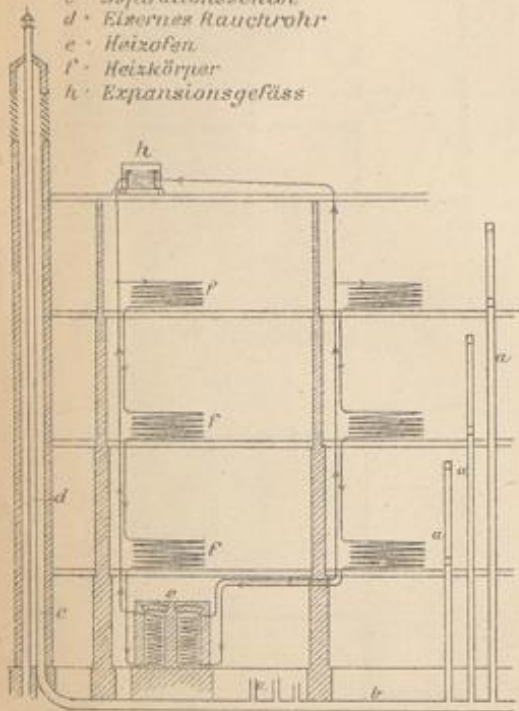 d · Eisernes Rauchrohr
e · Heizofen
f · Heizkörper
h · Expansionsgefäss
h
f
a
f
a
a
d
f
e
c
b